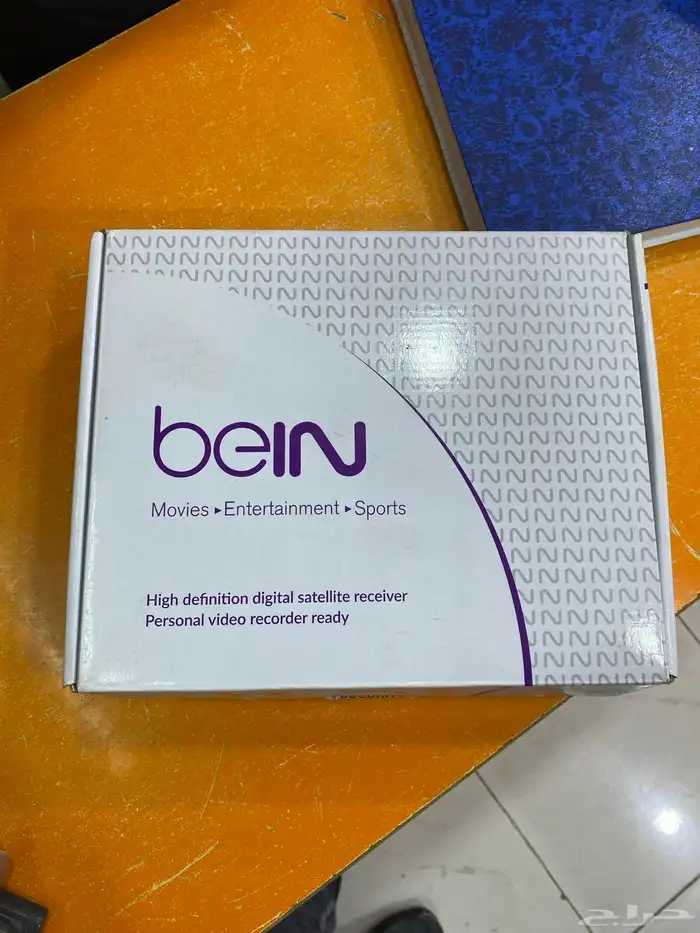 beIN
Movies ▸Entertainment ▸Sports
High definition digital satellite receiver
Personal video recorder ready
حراج